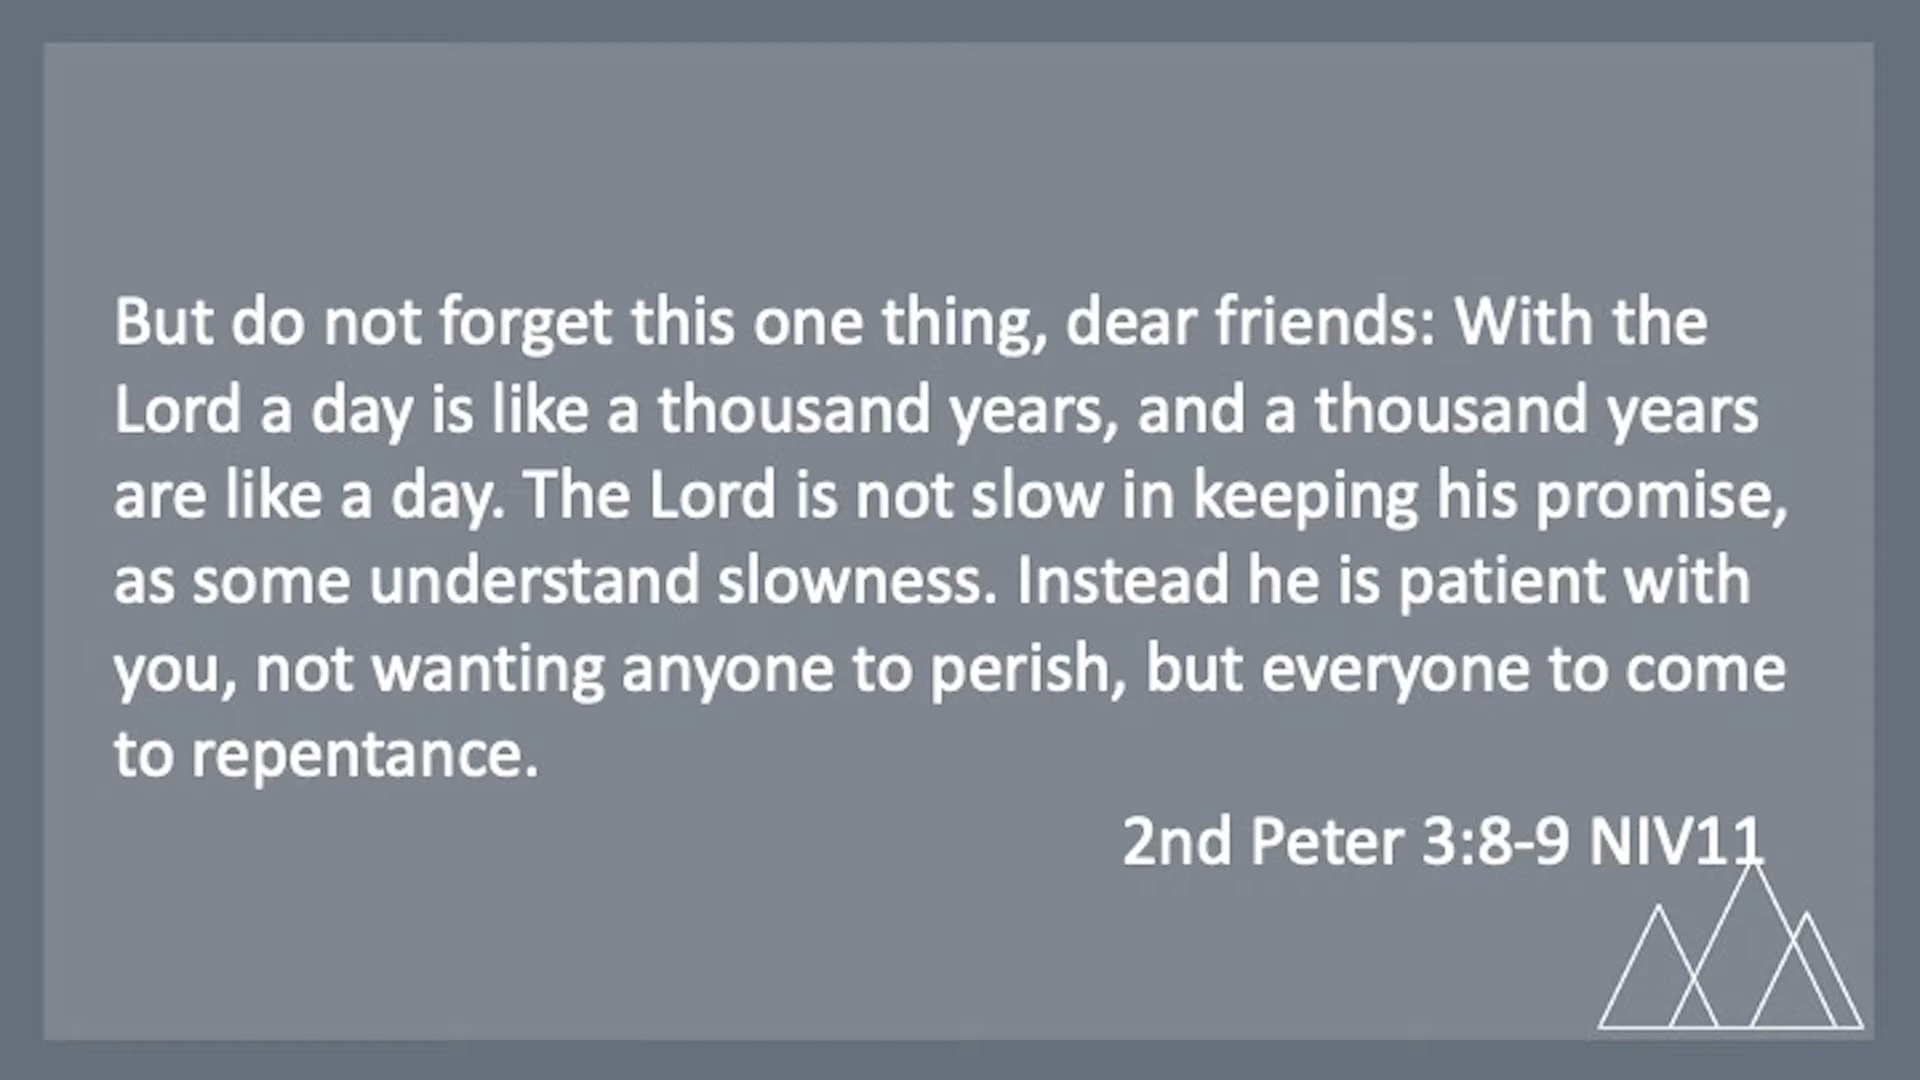 But do not forget this one thing, dear friends: With the
Lord a day is like a thousand years, and a thousand years
are like a day. The Lord is not slow in keeping his promise,
as some understand slowness. Instead he is patient with
you, not wanting anyone to perish, but everyone to come
to repentance.
2nd Peter 3:8-9 NIV11